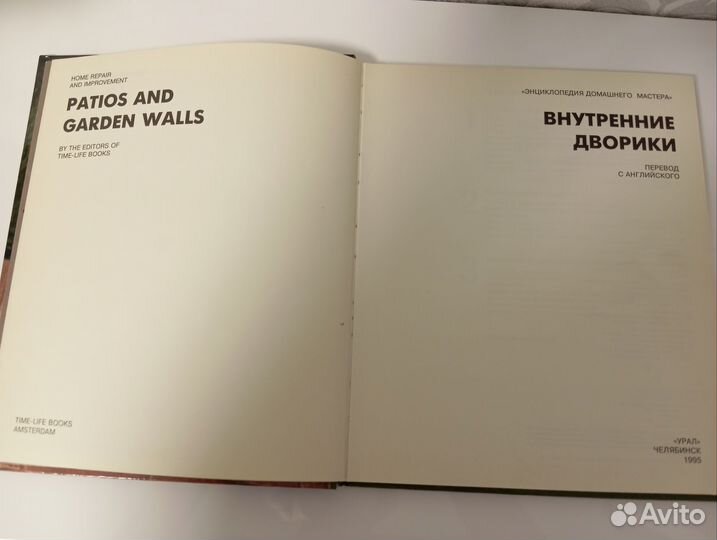 HOME REPAIR
AND IMPROVEMENT
PATIOS AND
GARDEN WALLS
BY THE EDITORS OF
TIME-LIFE BOOKS
TIME-LIFE BOOKS
AMSTERDAM
«ЭНЦИКЛОПЕДИЯ ДОМАШНЕГО МАСТЕРА»
ВНУТРЕННИЕ
ДВОРИКИ
ПЕРЕВОД
С АНГЛИЙСКОГО
«УРАЛ»
ЧЕЛЯБИНСК
1995
Avito